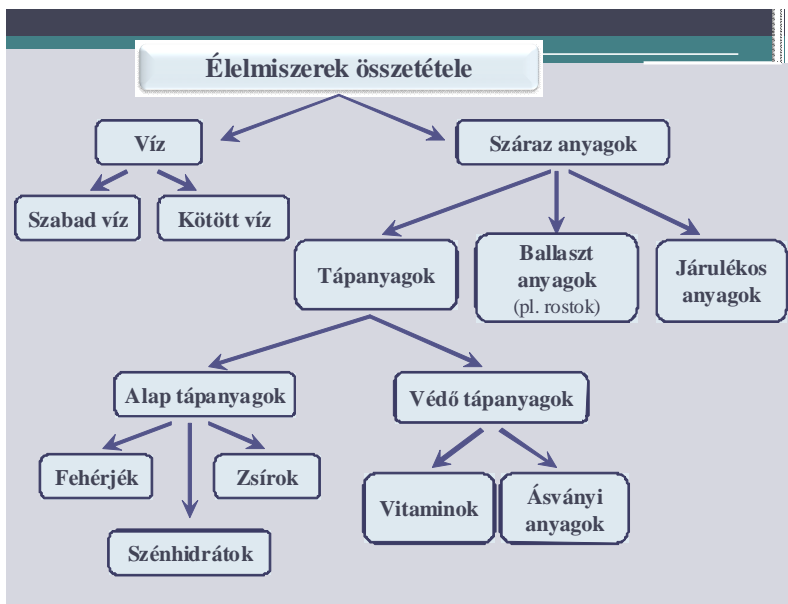 Élelmiszerek összetétele
Víz
Száraz anyagok
Szabad víz
Kötött víz
Tápanyagok
Ballaszt
anyagok
(pl. rostok)
Járulékos
anyagok
Alap tápanyagok
Védő tápanyagok
Fehérjék
Zsírok
Szénhidrátok
Vitaminok
Ásványi
anyagok